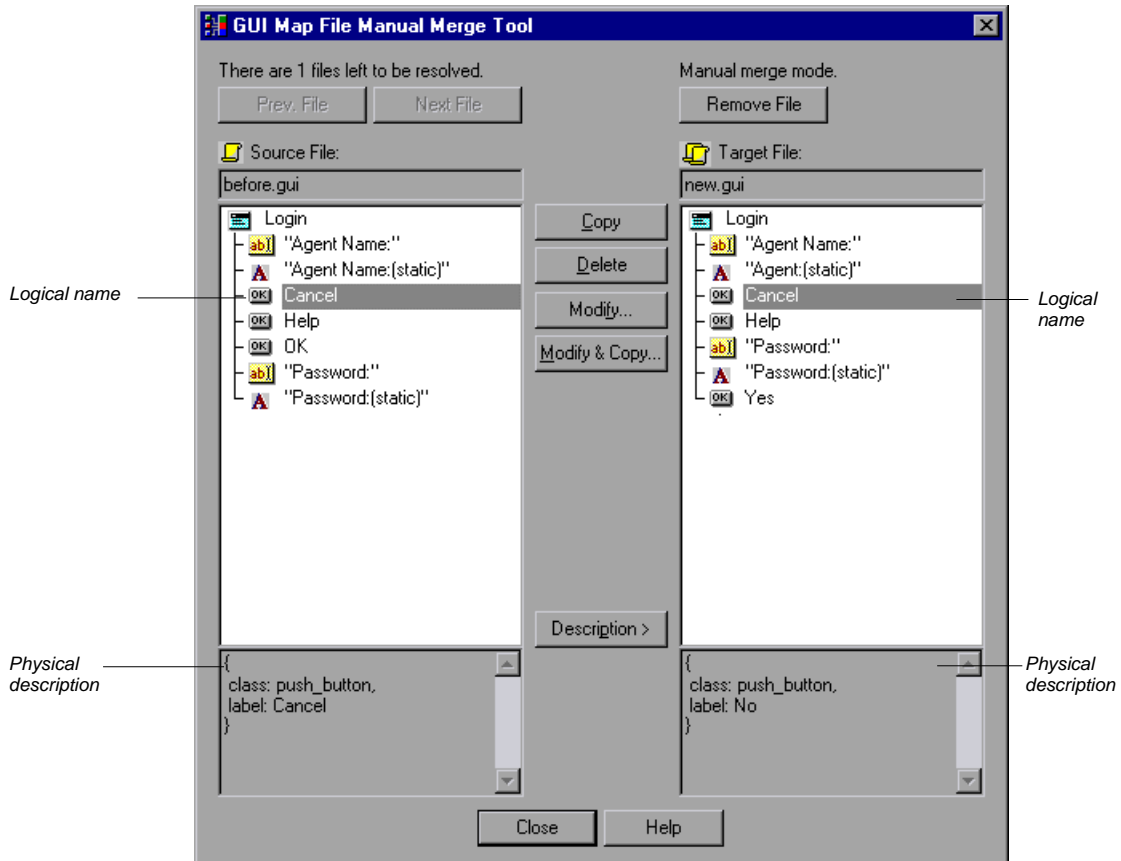 GUI Map File Manual Merge Tool
There are 1 files left to be resolved.
Manual merge mode.
Prev. File
Next File
Remove File
Source File:
Target File:
before.gui
new.gui
Login
"Agent Name:"
"Agent Name:(static)"
Cancel
Help
OK
"Password:"
"Password:(static)"
Copy
Delete
Modify...
Modify & Copy...
Description >
Login
"Agent Name:"
"Agent:(static)"
Cancel
Help
"Password:"
"Password:(static)"
Yes
Logical name
Logical
name
Physical
description
{
class: push_button,
label: Cancel
}
{
class: push_button,
label: No
}
Physical
description
Close
Help